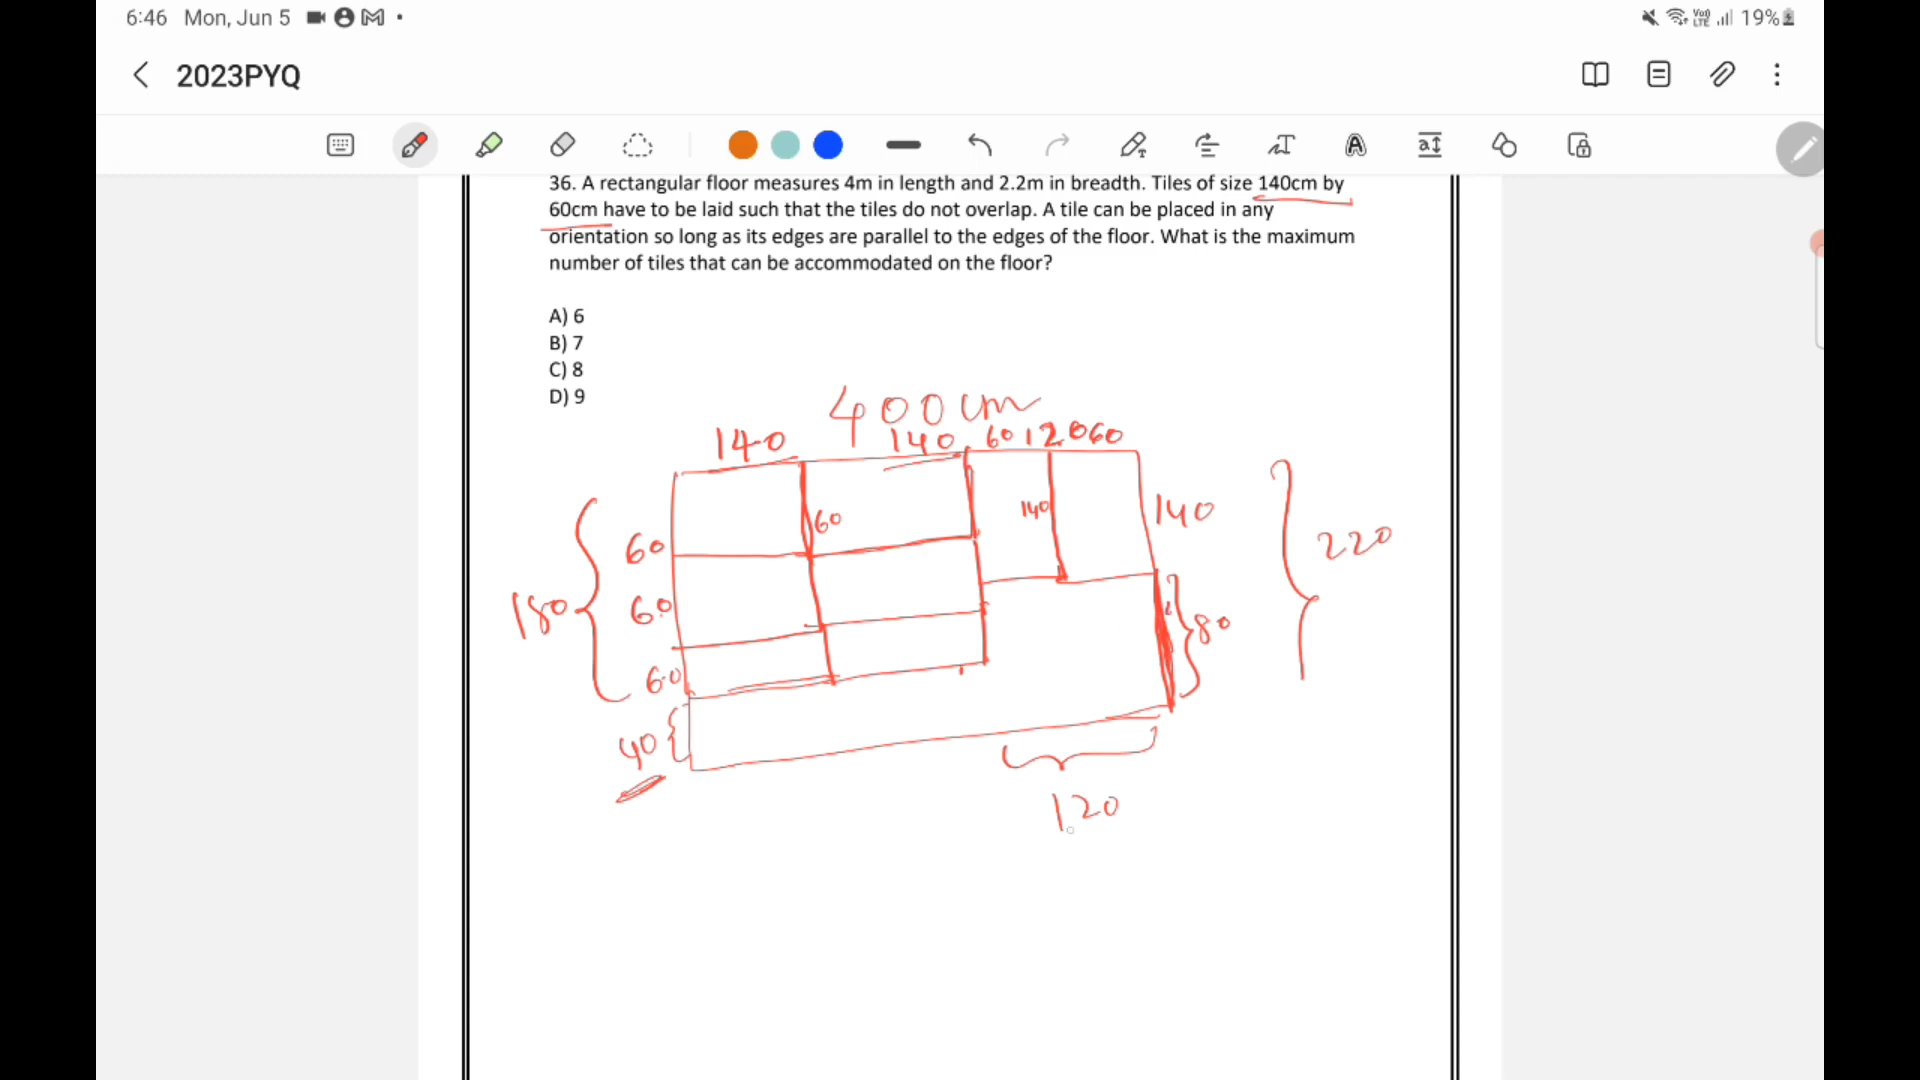 6:46 Mon, Jun 5 19%
2023PYQ
36. A rectangular floor measures 4m in length and 2.2m in breadth. Tiles of size 140cm by
60cm have to be laid such that the tiles do not overlap. A tile can be placed in any
orientation so long as its edges are parallel to the edges of the floor. What is the maximum
number of tiles that can be accommodated on the floor?
A) 6
B) 7
C) 8
D) 9
400cm
140 140 60 120 60
60 60 140 140
180 60 80 220
60
40
120